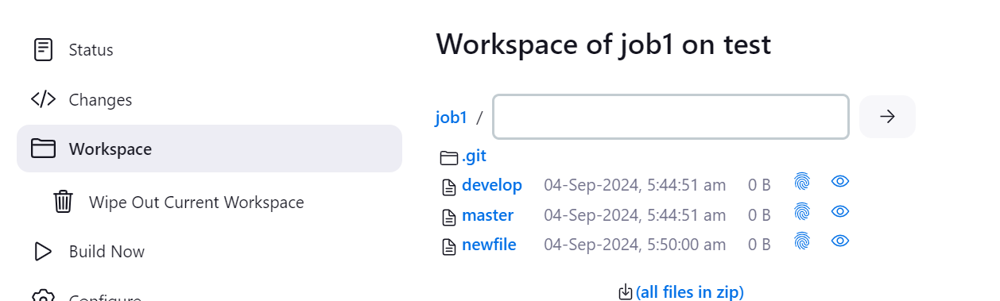 Status
Changes
Workspace
Wipe Out Current Workspace
Build Now
Configure
Workspace of job1 on test
job1 /
.git
develop 04-Sep-2024, 5:44:51 am 0 B
master 04-Sep-2024, 5:44:51 am 0 B
newfile 04-Sep-2024, 5:50:00 am 0 B
(all files in zip)